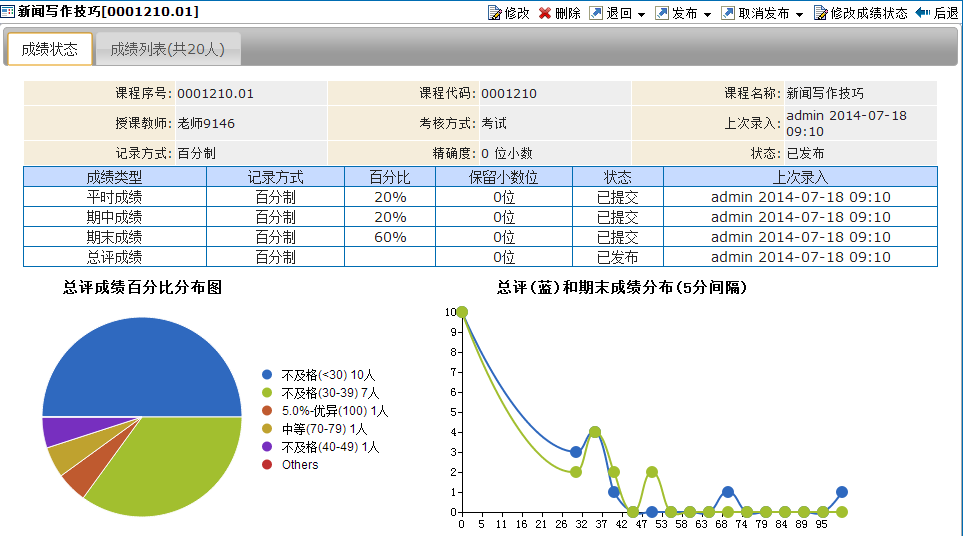 新闻写作技巧[0001210.01] 修改 删除 退回 发布 取消发布 修改成绩状态 后退
成绩状态 成绩列表(共20人)
课程序号: 0001210.01 课程代码: 0001210 课程名称: 新闻写作技巧
授课教师: 老师9146 考核方式: 考试 上次录入: admin 2014-07-18 09:10
记录方式: 百分制 精确度: 0 位小数 状态: 已发布
成绩类型 记录方式 百分比 保留小数位 状态 上次录入
平时成绩 百分制 20% 0位 已提交 admin 2014-07-18 09:10
期中成绩 百分制 20% 0位 已提交 admin 2014-07-18 09:10
期末成绩 百分制 60% 0位 已提交 admin 2014-07-18 09:10
总评成绩 百分制 0位 已发布 admin 2014-07-18 09:10
总评成绩百分比分布图
不及格(<30) 10人
不及格(30-39) 7人
5.0%-优异(100) 1人
中等(70-79) 1人
不及格(40-49) 1人
Others
总评(蓝)和期末成绩分布(5分间隔)
10
9
8
7
6
5
4
3
2
1
0
0 5 11 16 21 26 32 37 42 47 53 58 63 68 74 79 84 89 95